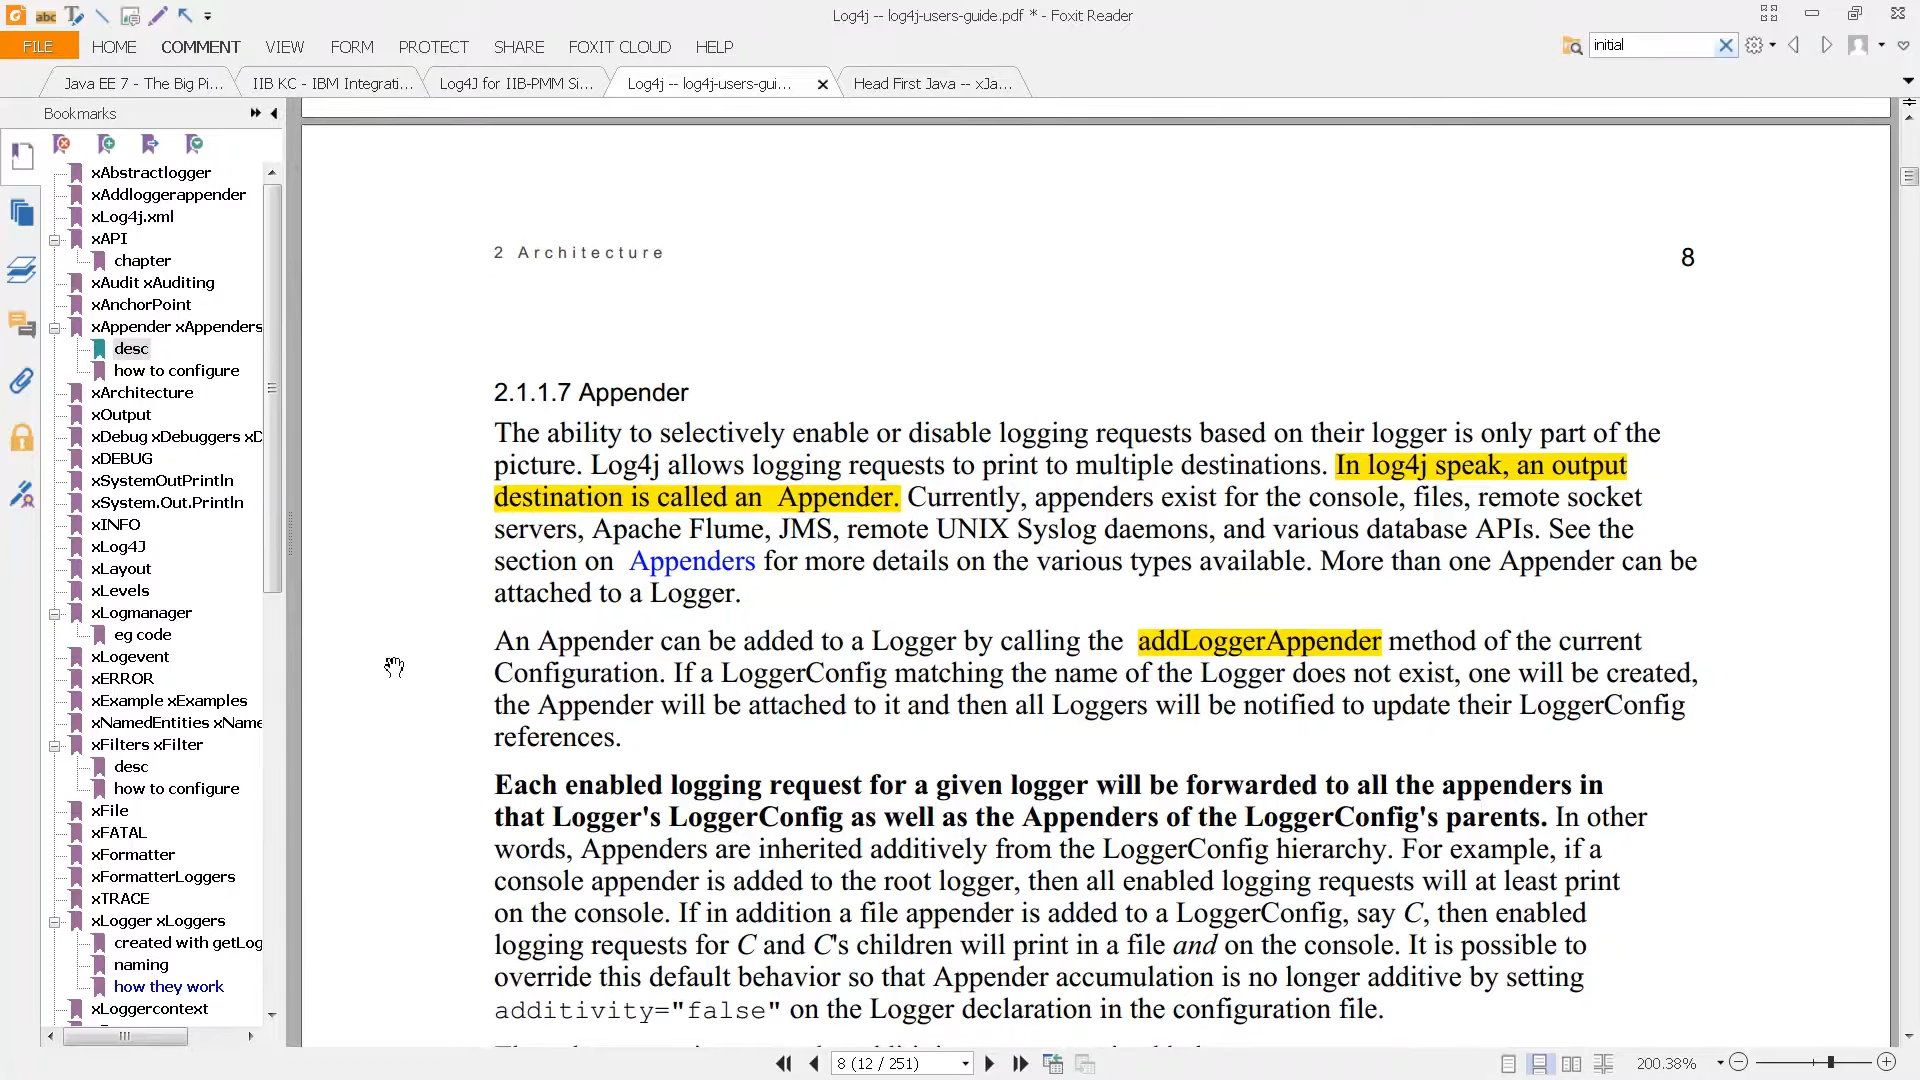 Log4j -- log4j-users-guide.pdf * - Foxit Reader
FILE HOME COMMENT VIEW FORM PROTECT SHARE FOXIT CLOUD HELP
initial
Java EE 7 - The Big Pi... IIB KC - IBM Integrati... Log4J for IIB-PMM Si... Log4j -- log4j-users-gui... Head First Java -- xJa...
Bookmarks
xAbstractlogger
xAddloggerappender
xLog4j.xml
xAPI
chapter
xAudit xAuditing
xAnchorPoint
xAppender xAppenders
desc
how to configure
xArchitecture
xOutput
xDebug xDebuggers xD
xDEBUG
xSystemOutPrintln
xSystem.Out.Println
xINFO
xLog4J
xLayout
xLevels
xLogmanager
eg code
xLogevent
xERROR
xExample xExamples
xNamedEntities xName
xFilters xFilter
desc
how to configure
xFile
xFATAL
xFormatter
xFormatterLoggers
xTRACE
xLogger xLoggers
created with getLog
naming
how they work
xLoggercontext
2 Architecture 8
2.1.1.7 Appender
The ability to selectively enable or disable logging requests based on their logger is only part of the
picture. Log4j allows logging requests to print to multiple destinations. In log4j speak, an output
destination is called an Appender. Currently, appenders exist for the console, files, remote socket
servers, Apache Flume, JMS, remote UNIX Syslog daemons, and various database APIs. See the
section on Appenders for more details on the various types available. More than one Appender can be
attached to a Logger.
An Appender can be added to a Logger by calling the addLoggerAppender method of the current
Configuration. If a LoggerConfig matching the name of the Logger does not exist, one will be created,
the Appender will be attached to it and then all Loggers will be notified to update their LoggerConfig
references.
Each enabled logging request for a given logger will be forwarded to all the appenders in
that Logger's LoggerConfig as well as the Appenders of the LoggerConfig's parents. In other
words, Appenders are inherited additively from the LoggerConfig hierarchy. For example, if a
console appender is added to the root logger, then all enabled logging requests will at least print
on the console. If in addition a file appender is added to a LoggerConfig, say C, then enabled
logging requests for C and C's children will print in a file and on the console. It is possible to
override this default behavior so that Appender accumulation is no longer additive by setting
additivity="false" on the Logger declaration in the configuration file.
8 (12 / 251)
200.38%